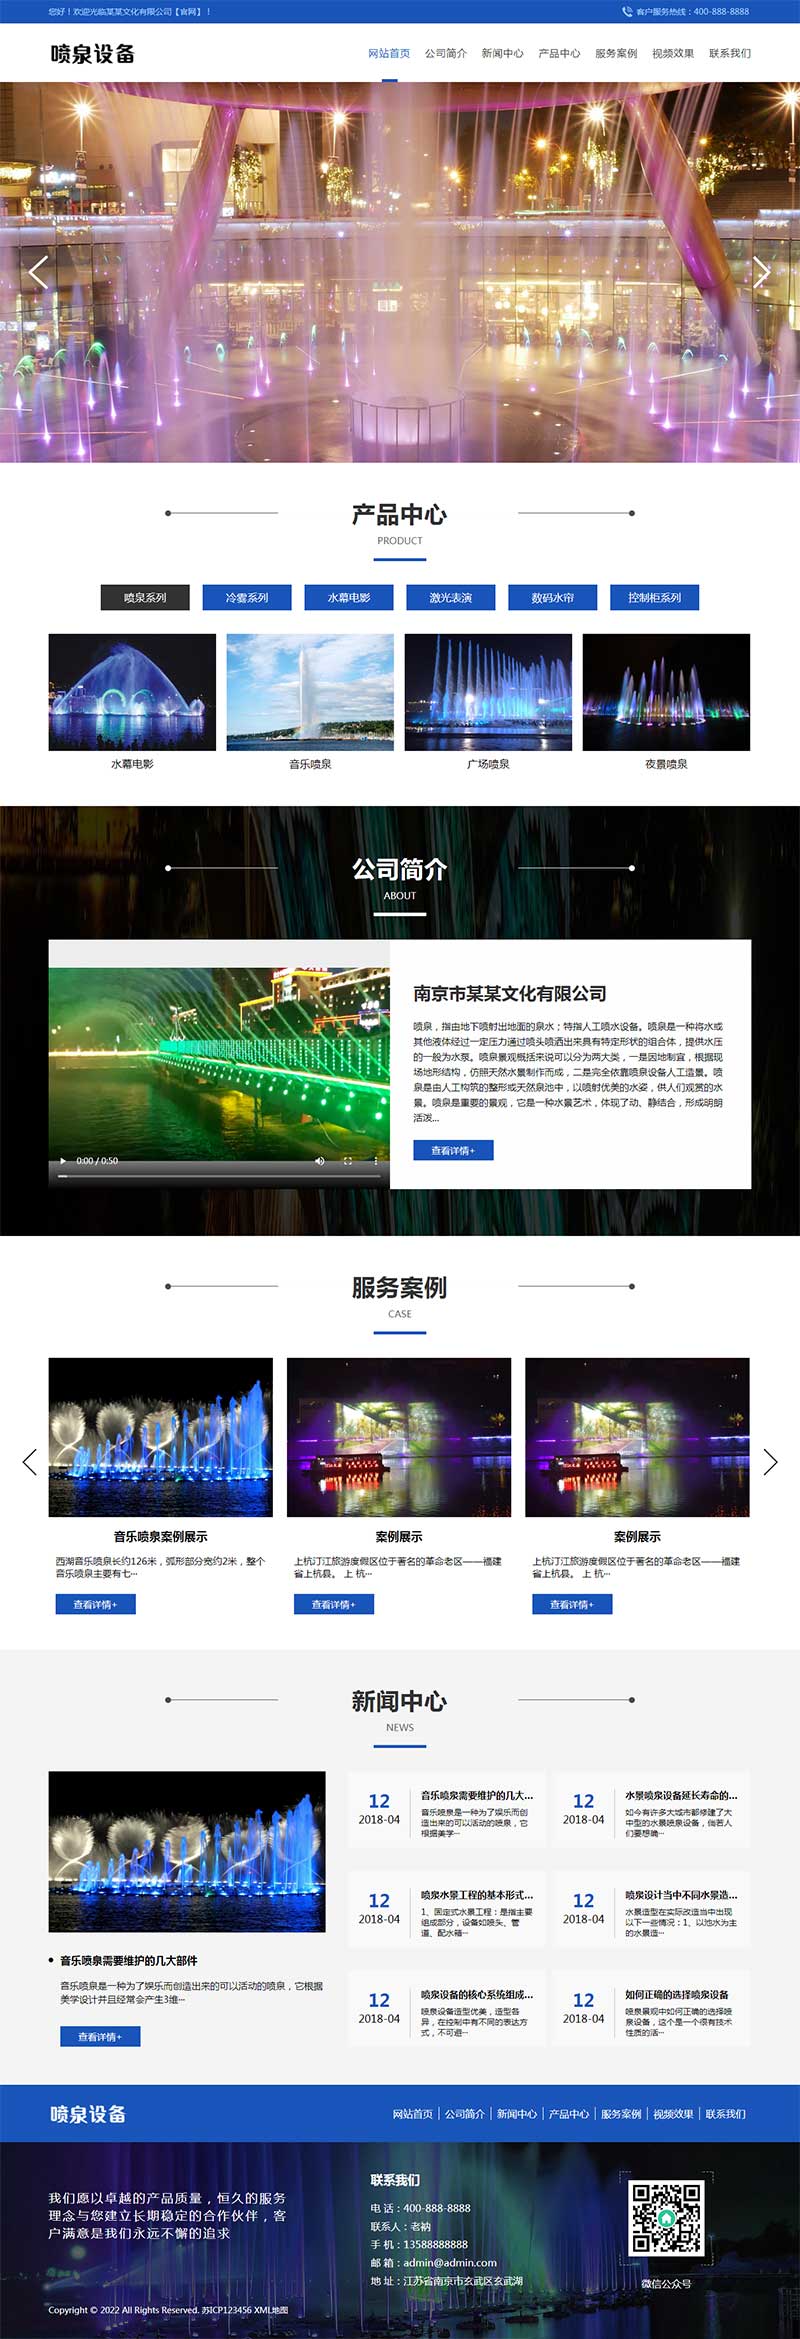 您好！欢迎光临某某文化有限公司【官网】！
客户服务热线：400-888-8888
喷泉设备
网站首页 公司简介 新闻中心 产品中心 服务案例 视频效果 联系我们
产品中心
PRODUCT
喷泉系列 冷雾系列 水幕电影 激光表演 数码水帘 控制柜系列
水幕电影 音乐喷泉 广场喷泉 夜景喷泉
公司简介
ABOUT
0:00 / 0:50
南京市某某文化有限公司
喷泉，指由地下喷射出地面的泉水；特指人工喷水设备。喷泉是一种将水或
其他液体经过一定压力通过喷头喷洒出来具有特定形状的组合体，提供水压
的一般为水泵。喷泉景观概括来说可以分为两大类，一是因地制宜，根据现
场地形结构，仿照天然水景制作而成，二是完全依靠喷泉设备人工造景。喷
泉是由人工构筑的整形或天然泉池中，以喷射优美的水姿，供人们观赏的水
景。喷泉是重要的景观，它是一种水景艺术，体现了动、静结合，形成明朗
活泼...
查看详情+
服务案例
CASE
音乐喷泉案例展示
西湖音乐喷泉长约126米，弧形部分宽约2米，整个
音乐喷泉主要有七···
查看详情+
案例展示
上杭汀江旅游度假区位于著名的革命老区——福建
省上杭县。 上 杭···
查看详情+
案例展示
上杭汀江旅游度假区位于著名的革命老区——福建
省上杭县。 上 杭···
查看详情+
新闻中心
NEWS
音乐喷泉需要维护的几大部件
音乐喷泉是一种为了娱乐而创造出来的可以活动的喷泉，它根据
美学设计并且经常会产生3维···
查看详情+
12
2018-04
音乐喷泉需要维护的几大...
音乐喷泉是一种为了娱乐而创
造出来的可以活动的喷泉，它
根据美学···
12
2018-04
水景喷泉设备延长寿命的...
如今有许多大城市都修建了大
中型的水景喷泉设备，倘若人
们要想确···
12
2018-04
喷泉水景工程的基本形式...
1、固定式水景工程：是指主要
组成部分，设备如喷头、管
道、配水箱···
12
2018-04
喷泉设计当中不同水景造...
水景造型在实际改造当中出现
以下一些情况：1、以池水为主
的水景造···
12
2018-04
喷泉设备的核心系统组成...
喷泉设备造型优美，造型各
异，在控制中有不同的表达方
式，不可避···
12
2018-04
如何正确的选择喷泉设备
喷泉景观中如何正确的选择喷
泉设备，这个是一个很有技术
性质的活···
喷泉设备
网站首页 | 公司简介 | 新闻中心 | 产品中心 | 服务案例 | 视频效果 | 联系我们
我们愿以卓越的产品质量，恒久的服务
理念与您建立长期稳定的合作伙伴，客
户满意是我们永远不懈的追求
联系我们
电 话：400-888-8888
联系人：老衲
手 机：13588888888
邮 箱：admin@admin.com
地 址：江苏省南京市玄武区玄武湖
微信公众号
Copyright © 2022 All Rights Reserved. 苏ICP123456 XML地图